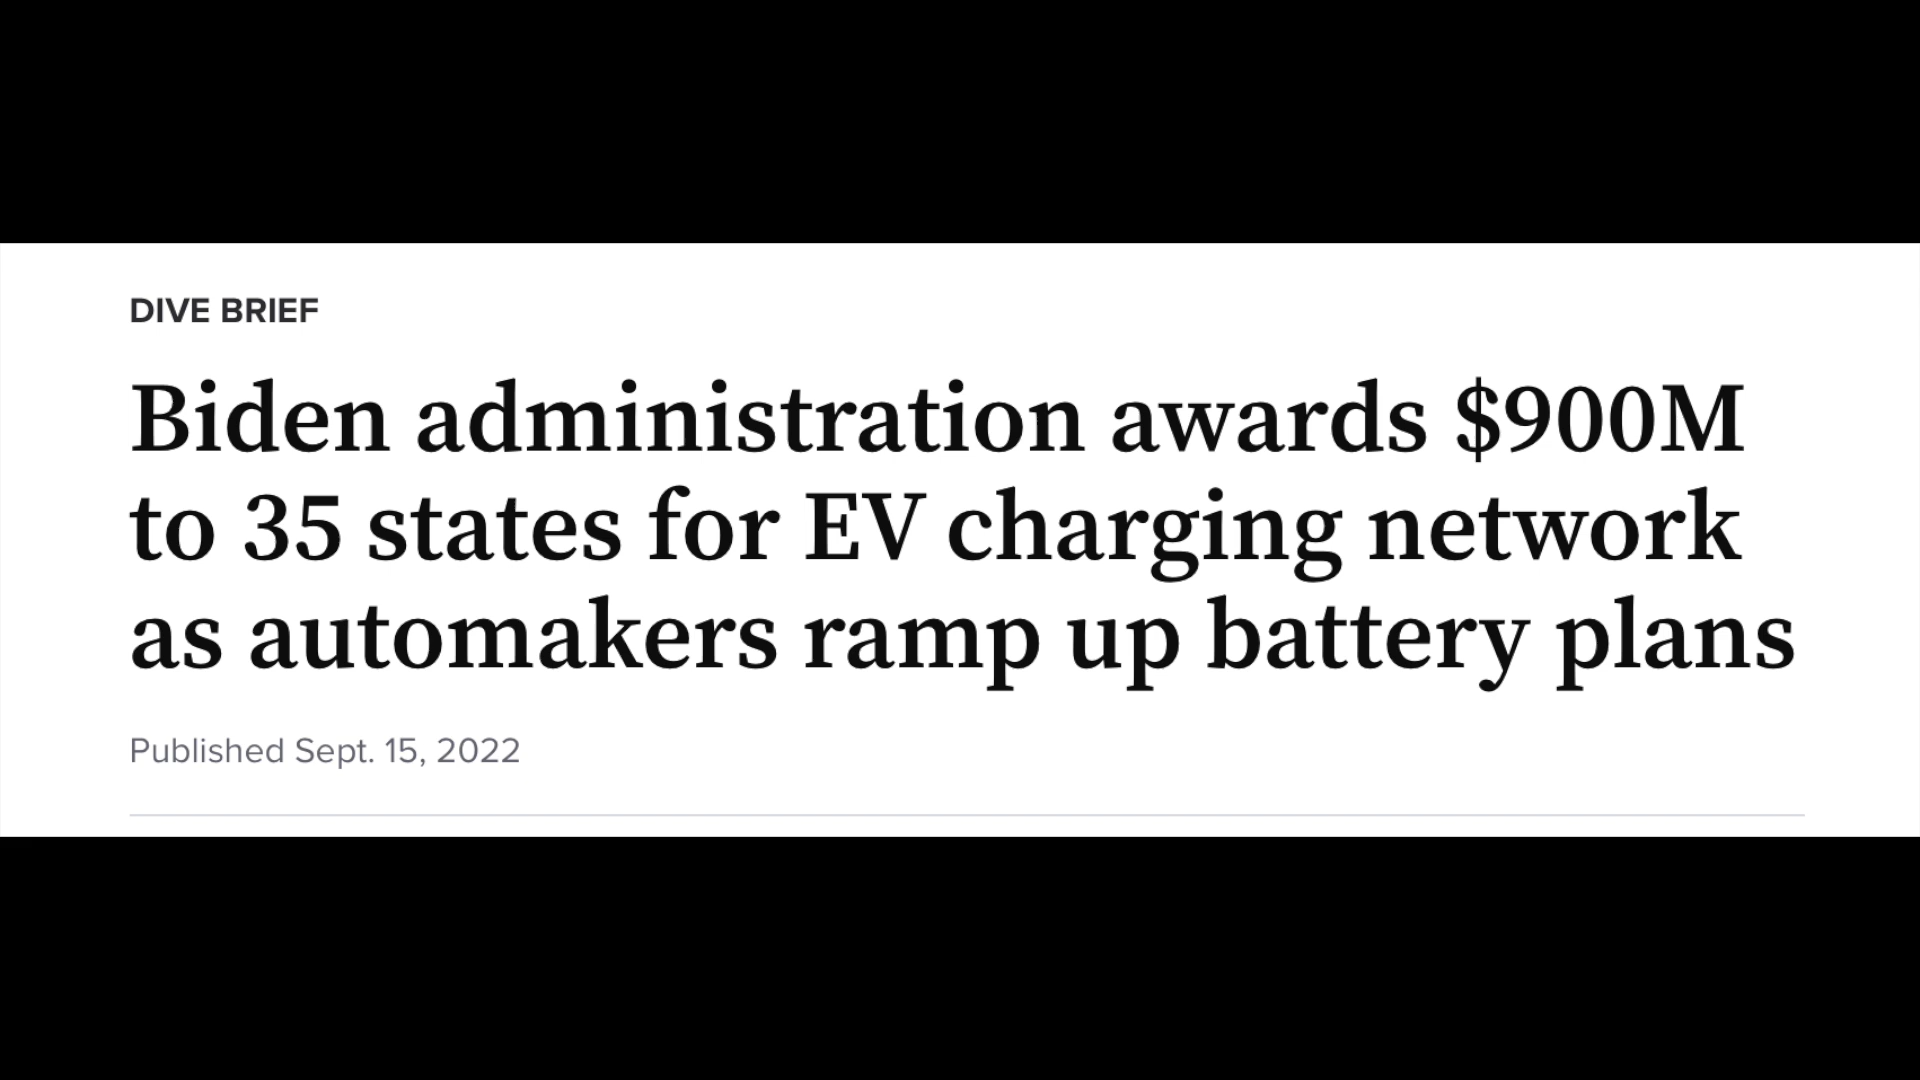 DIVE BRIEF
Biden administration awards $900M
to 35 states for EV charging network
as automakers ramp up battery plans
Published Sept. 15, 2022